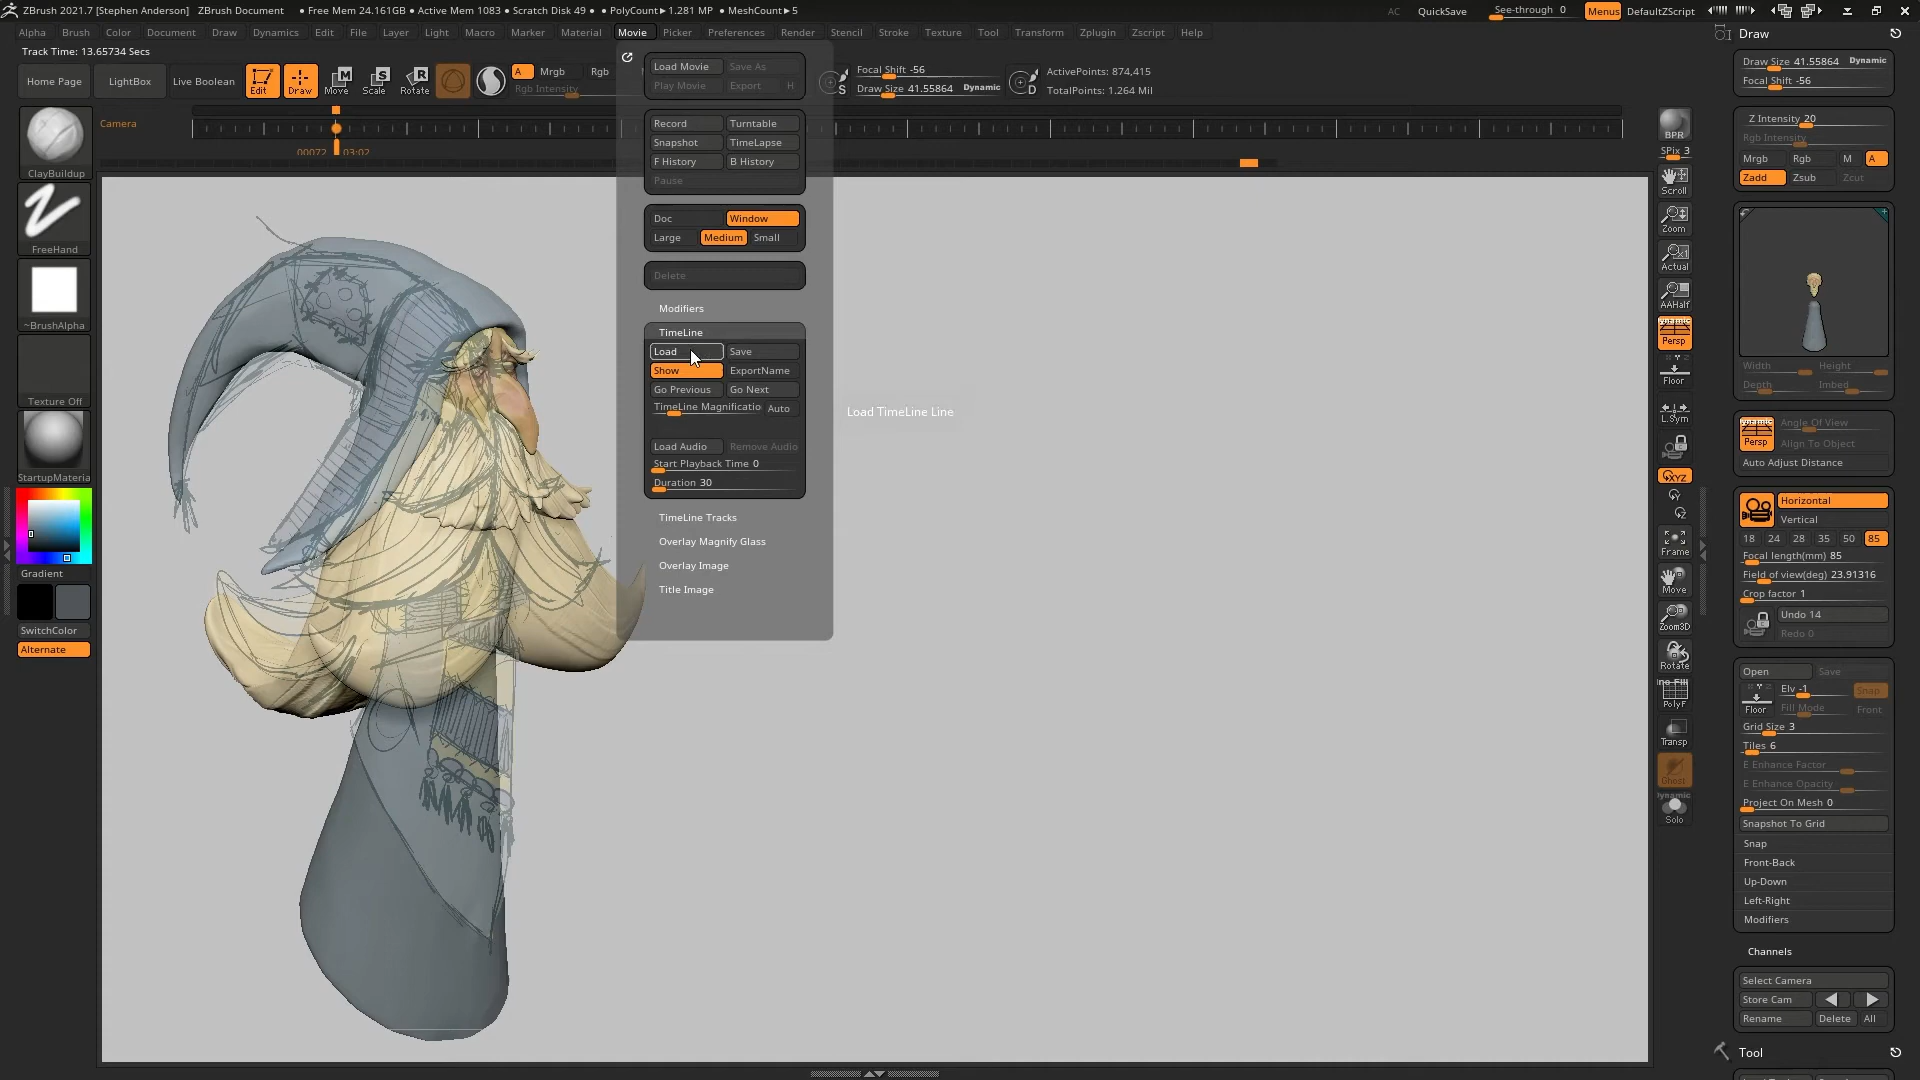 ZBrush 2021.7 [Stephen Anderson] ZBrush Document • Free Mem 24.161GB • Active Mem 1083 • Scratch Disk 49 • • PolyCount▸1.281 MP • MeshCount▸5 AC QuickSave See-through 0 Menus DefaultZScript
Alpha Brush Color Document Draw Dynamics Edit File Layer Light Macro Marker Material Movie Picker Preferences Render Stencil Stroke Texture Tool Transform Zplugin Zscript Help
Track Time: 13.65734 Secs
Home Page LightBox Live Boolean Edit Draw Move Scale Rotate A Mrgb Rgb
Rgb Intensity
Focal Shift -56
Draw Size 41.55864 Dynamic
ActivePoints: 874,415
TotalPoints: 1.264 Mil
S
D
Camera
00072 03:02
ClayBuildup
FreeHand
~BrushAlpha
Texture Off
StartupMateria
Gradient
SwitchColor
Alternate
Load Movie Save As
Play Movie Export H
Record Turntable
Snapshot TimeLapse
F History B History
Pause
Doc Window
Large Medium Small
Delete
Modifiers
TimeLine
Load Save
Show ExportName
Go Previous Go Next
TimeLine Magnificatio Auto
Load Audio Remove Audio
Start Playback Time 0
Duration 30
TimeLine Tracks
Overlay Magnify Glass
Overlay Image
Title Image
Load TimeLine Line
BPR
SPix 3
Scroll
Zoom
Actual
AAHalf
Persp
Floor
L.Sym
XYZ
Y
Z
Frame
Move
Zoom3D
Rotate
PolyF
Transp
Ghost
Dynamic
Solo
Draw
Draw Size 41.55864 Dynamic
Focal Shift -56
Z Intensity 20
Rgb Intensity
Mrgb Rgb M A
Zadd Zsub Zcut
Width Height
Depth Imbed
Persp
Angle Of View
Align To Object
Auto Adjust Distance
Horizontal
Vertical
18 24 28 35 50 85
Focal length(mm) 85
Field of view(deg) 23.91316
Crop factor 1
Undo 14
Redo 0
Open Save
Floor Elv -1 Snap
Fill Mode Front
Grid Size 3
Tiles 6
E Enhance Factor
E Enhance Opacity
Project On Mesh 0
Snapshot To Grid
Snap
Front-Back
Up-Down
Left-Right
Modifiers
Channels
Select Camera
Store Cam
Rename Delete All
Tool